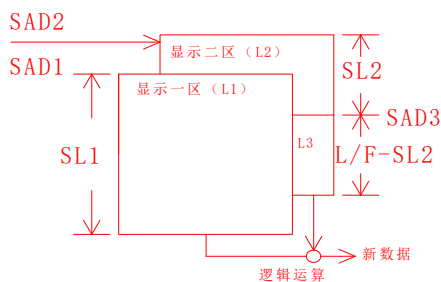 SAD2
显示二区（L2）
SAD1
显示一区（L1）
SL2
SAD3
SL1
L3
L/F-SL2
新数据
逻辑运算